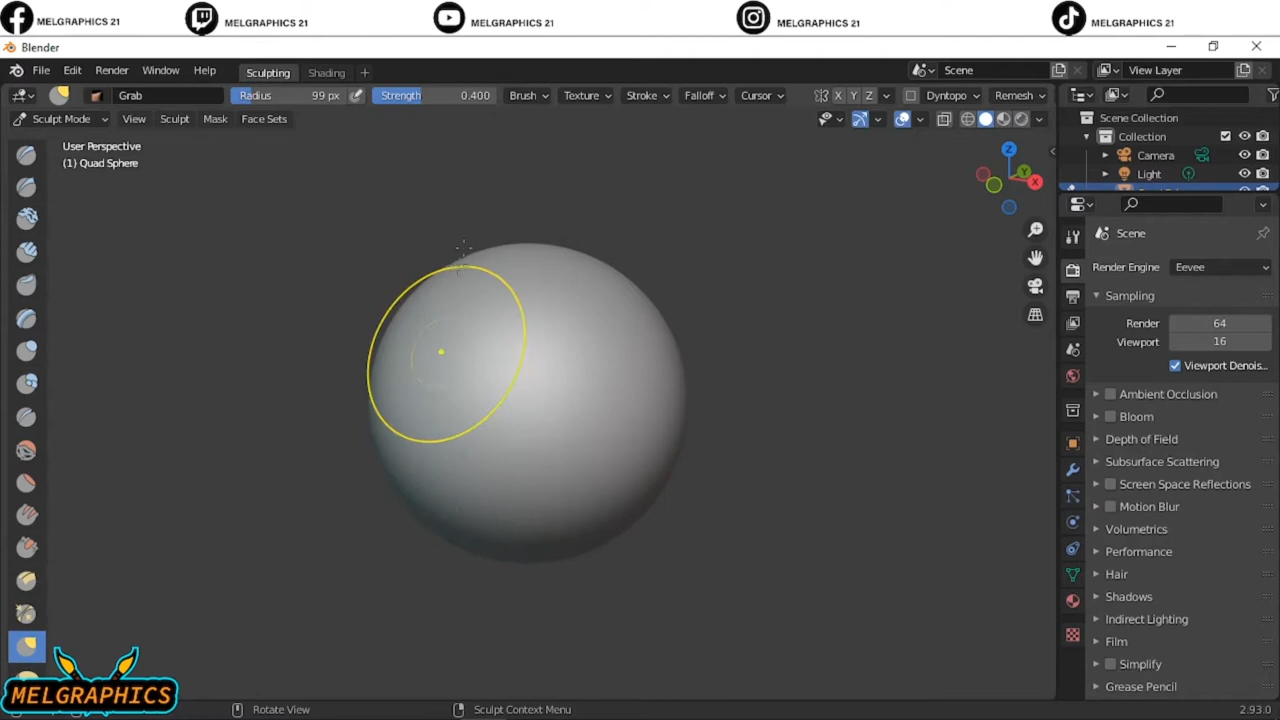 MELGRAPHICS 21 MELGRAPHICS 21 MELGRAPHICS 21 MELGRAPHICS 21 MELGRAPHICS 21
Blender
File Edit Render Window Help Sculpting Shading + Scene View Layer
Grab Radius 99 px Strength 0.400 Brush Texture Stroke Falloff Cursor X Y Z Dyntopo Remesh
Sculpt Mode View Sculpt Mask Face Sets
User Perspective
(1) Quad Sphere
Z
Y
X
Scene Collection
Collection
Camera
Light
Scene
Render Engine Eevee
Sampling
Render 64
Viewport 16
Viewport Denois...
Ambient Occlusion
Bloom
Depth of Field
Subsurface Scattering
Screen Space Reflections
Motion Blur
Volumetrics
Performance
Hair
Shadows
Indirect Lighting
Film
Simplify
Grease Pencil
MELGRAPHICS
Rotate View Sculpt Context Menu 2.93.0